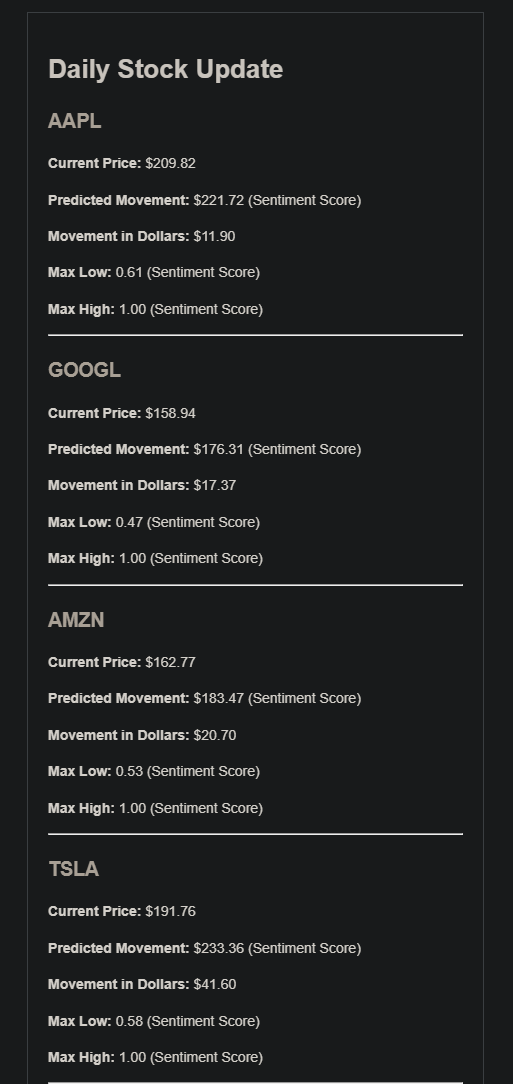 Daily Stock Update
AAPL
Current Price: $209.82
Predicted Movement: $221.72 (Sentiment Score)
Movement in Dollars: $11.90
Max Low: 0.61 (Sentiment Score)
Max High: 1.00 (Sentiment Score)
GOOGL
Current Price: $158.94
Predicted Movement: $176.31 (Sentiment Score)
Movement in Dollars: $17.37
Max Low: 0.47 (Sentiment Score)
Max High: 1.00 (Sentiment Score)
AMZN
Current Price: $162.77
Predicted Movement: $183.47 (Sentiment Score)
Movement in Dollars: $20.70
Max Low: 0.53 (Sentiment Score)
Max High: 1.00 (Sentiment Score)
TSLA
Current Price: $191.76
Predicted Movement: $233.36 (Sentiment Score)
Movement in Dollars: $41.60
Max Low: 0.58 (Sentiment Score)
Max High: 1.00 (Sentiment Score)